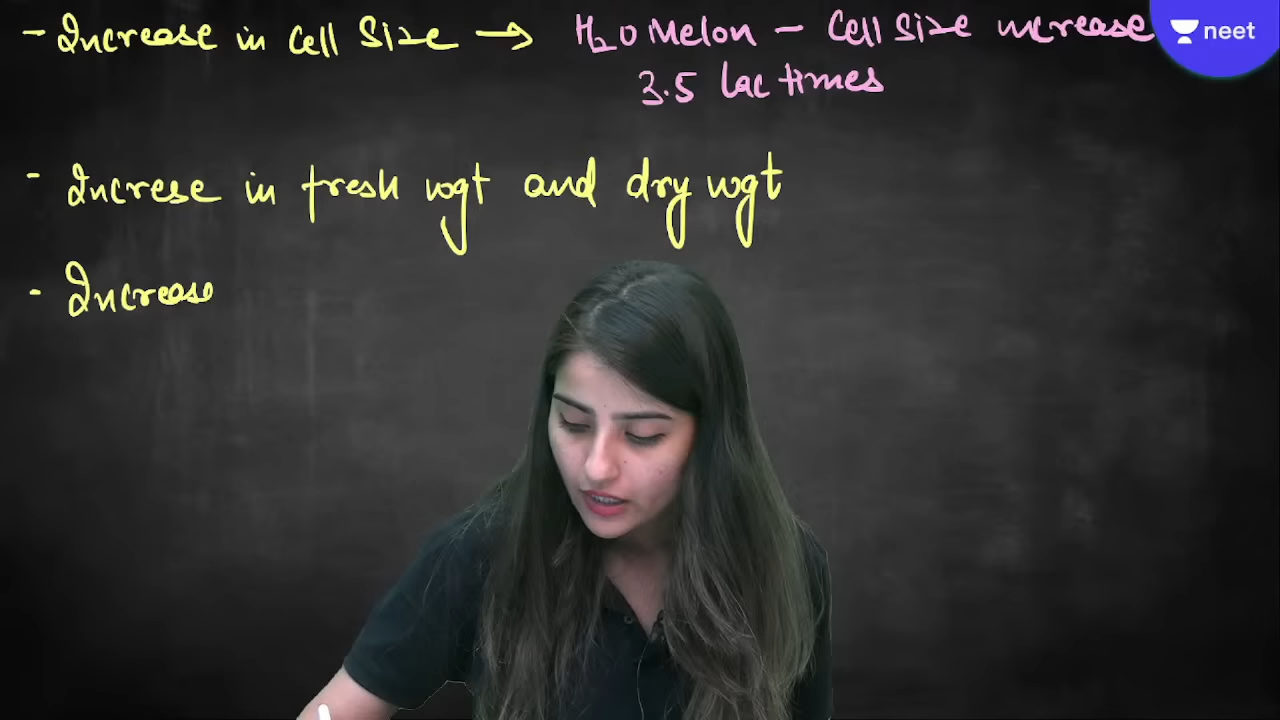 - Increase in Cell Size → H₂O Melon - Cell Size increase
3.5 lac times
neet
- Increse in fresh wgt and dry wgt
- Increase